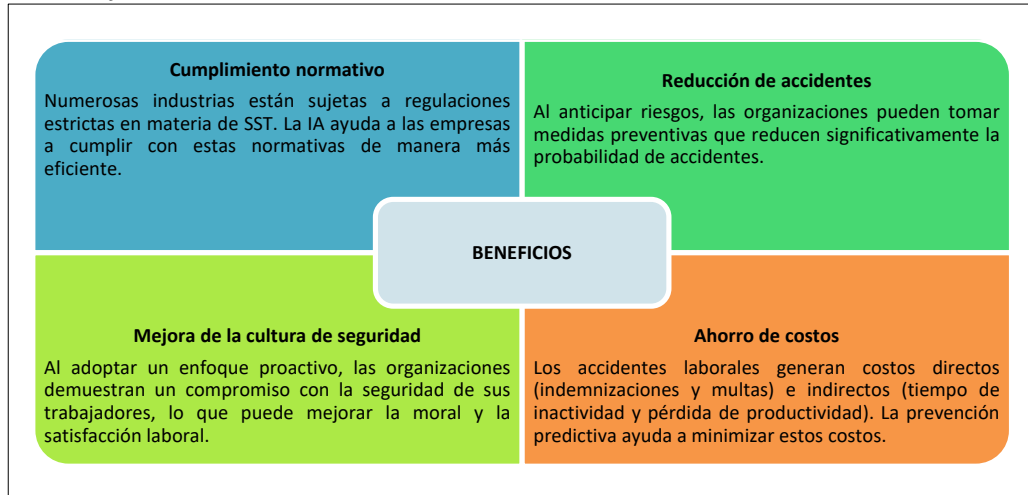 Cumplimiento normativo
Numerosas industrias están sujetas a regulaciones
estrictas en materia de SST. La IA ayuda a las empresas
a cumplir con estas normativas de manera más
eficiente.
Reducción de accidentes
Al anticipar riesgos, las organizaciones pueden tomar
medidas preventivas que reducen significativamente la
probabilidad de accidentes.
BENEFICIOS
Mejora de la cultura de seguridad
Al adoptar un enfoque proactivo, las organizaciones
demuestran un compromiso con la seguridad de sus
trabajadores, lo que puede mejorar la moral y la
satisfacción laboral.
Ahorro de costos
Los accidentes laborales generan costos directos
(indemnizaciones y multas) e indirectos (tiempo de
inactividad y pérdida de productividad). La prevención
predictiva ayuda a minimizar estos costos.